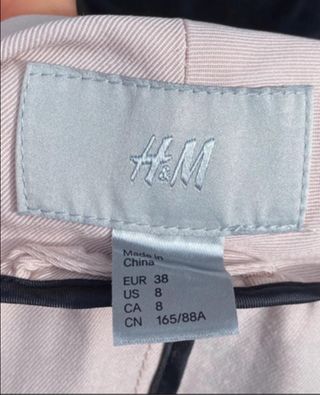 H&M
Made in
China
EUR 38
US 8
CA 8
CN 165/88A